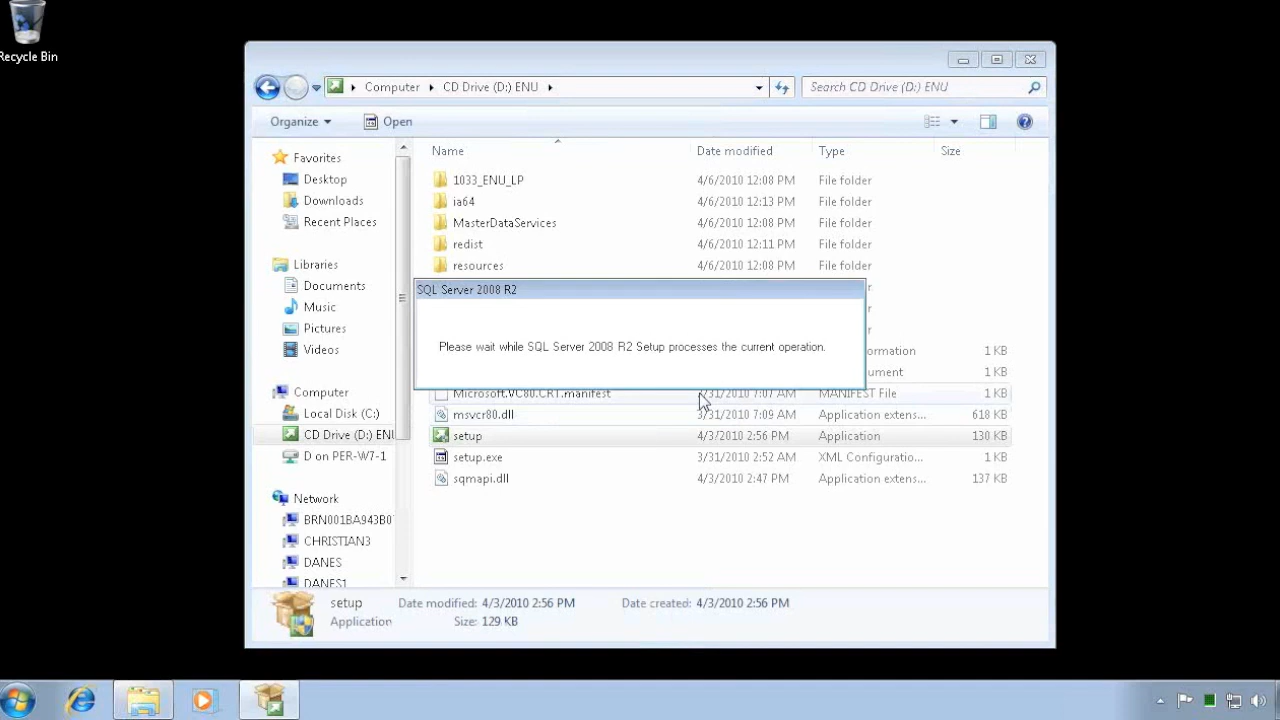 Recycle Bin
Computer
CD Drive (D:) ENU
Search CD Drive (D:) ENU
Organize
Open
Name Date modified Type Size
Favorites
Desktop
Downloads
Recent Places
Libraries
Documents
Music
Pictures
Videos
Computer
Local Disk (C:)
CD Drive (D:) ENU
D on PER-W7-1
Network
BRN001BA943B0
CHRISTIAN3
DANES
DANES1
1033_ENU_LP 4/6/2010 12:08 PM File folder
ia64 4/6/2010 12:13 PM File folder
MasterDataServices 4/6/2010 12:08 PM File folder
redist 4/6/2010 12:11 PM File folder
resources 4/6/2010 12:08 PM File folder
SQL Server 2008 R2
Please wait while SQL Server 2008 R2 Setup processes the current operation.
ormation 1 KB
cument 1 KB
Microsoft.VC80.CRT.manifest 3/31/2010 7:07 AM MANIFEST File 1 KB
msvcr80.dll 3/31/2010 7:09 AM Application extens... 618 KB
setup 4/3/2010 2:56 PM Application 130 KB
setup.exe 3/31/2010 2:52 AM XML Configuratio... 1 KB
sqmapi.dll 4/3/2010 2:47 PM Application extens... 137 KB
setup Date modified: 4/3/2010 2:56 PM Date created: 4/3/2010 2:56 PM
Application Size: 129 KB